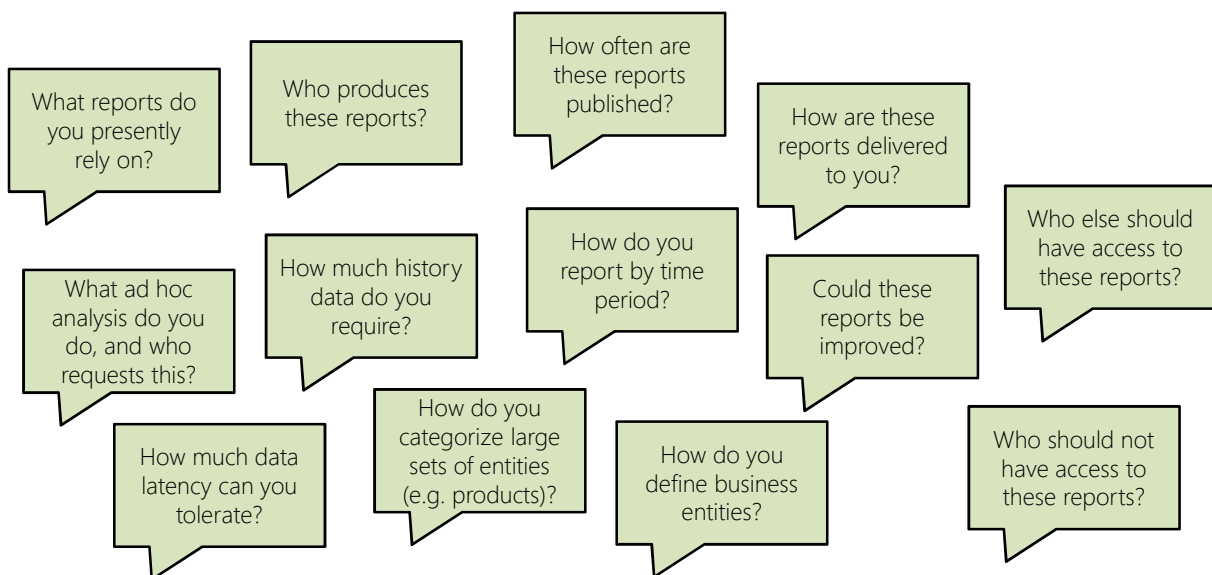 What reports do
you presently
rely on?
Who produces
these reports?
How often are
these reports
published?
How are these
reports delivered
to you?
Who else should
have access to
these reports?
What ad hoc
analysis do you
do, and who
requests this?
How much history
data do you
require?
How do you
report by time
period?
Could these
reports be
improved?
How much data
latency can you
tolerate?
How do you
categorize large
sets of entities
(e.g. products)?
How do you
define business
entities?
Who should not
have access to
these reports?